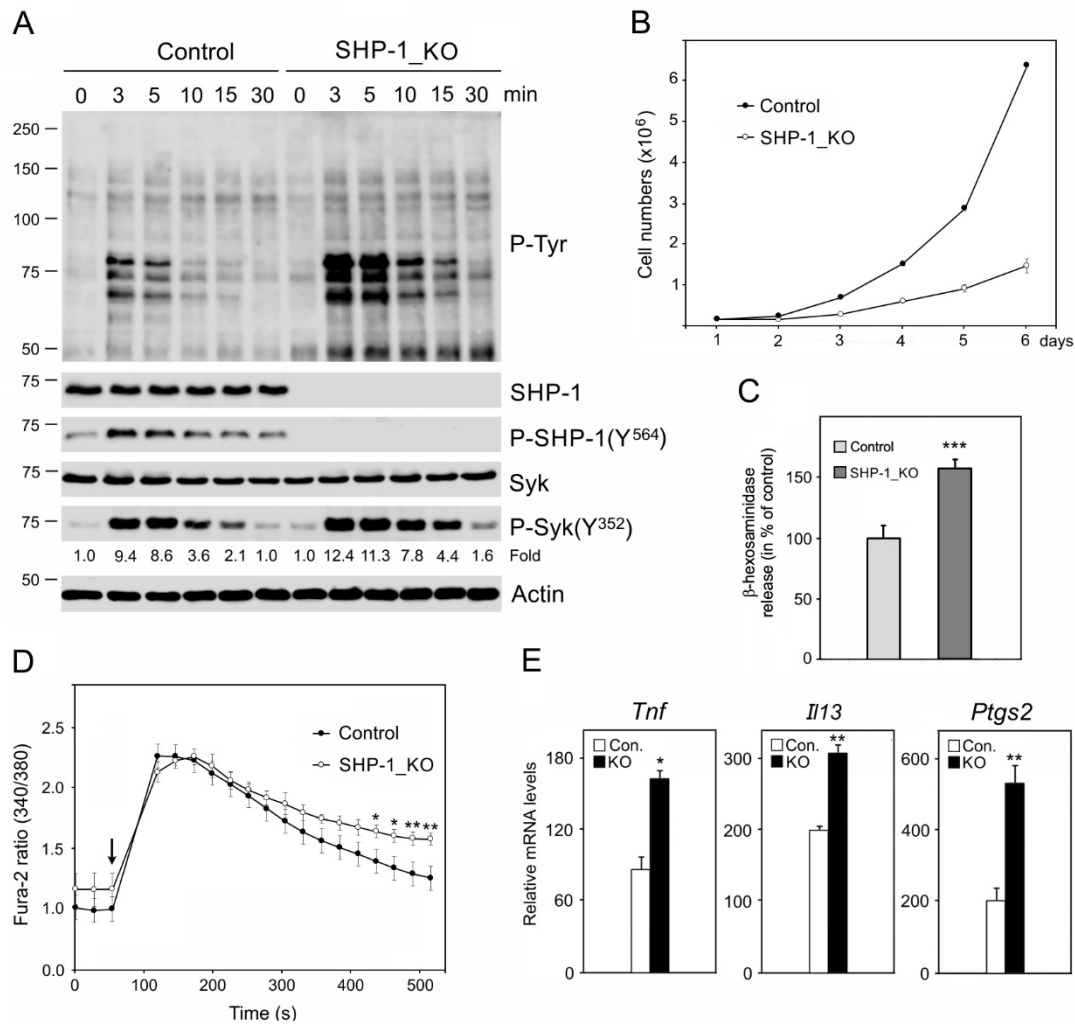 A
Control SHP-1_KO
0 3 5 10 15 30 0 3 5 10 15 30 min
250
150
100
75
50
P-Tyr
75
SHP-1
75
P-SHP-1(Y⁵⁶⁴)
75
Syk
75
P-Syk(Y³⁵²)
1.0 9.4 8.6 3.6 2.1 1.0 1.0 12.4 11.3 7.8 4.4 1.6 Fold
50
Actin
B
Cell numbers (x10⁶)
6
5
4
3
2
1
Control
SHP-1_KO
1 2 3 4 5 6 days
C
β-hexosaminidase
release (in % of control)
150
100
50
0
Control
SHP-1_KO
***
D
Fura-2 ratio (340/380)
2.5
2.0
1.5
1.0
0.0
Control
SHP-1_KO
* * ** **
0 100 200 300 400 500
Time (s)
E
Relative mRNA levels
Tnf
180
120
60
0
Con.
KO
*
Il13
300
200
100
0
Con.
KO
**
Ptgs2
600
400
200
0
Con.
KO
**